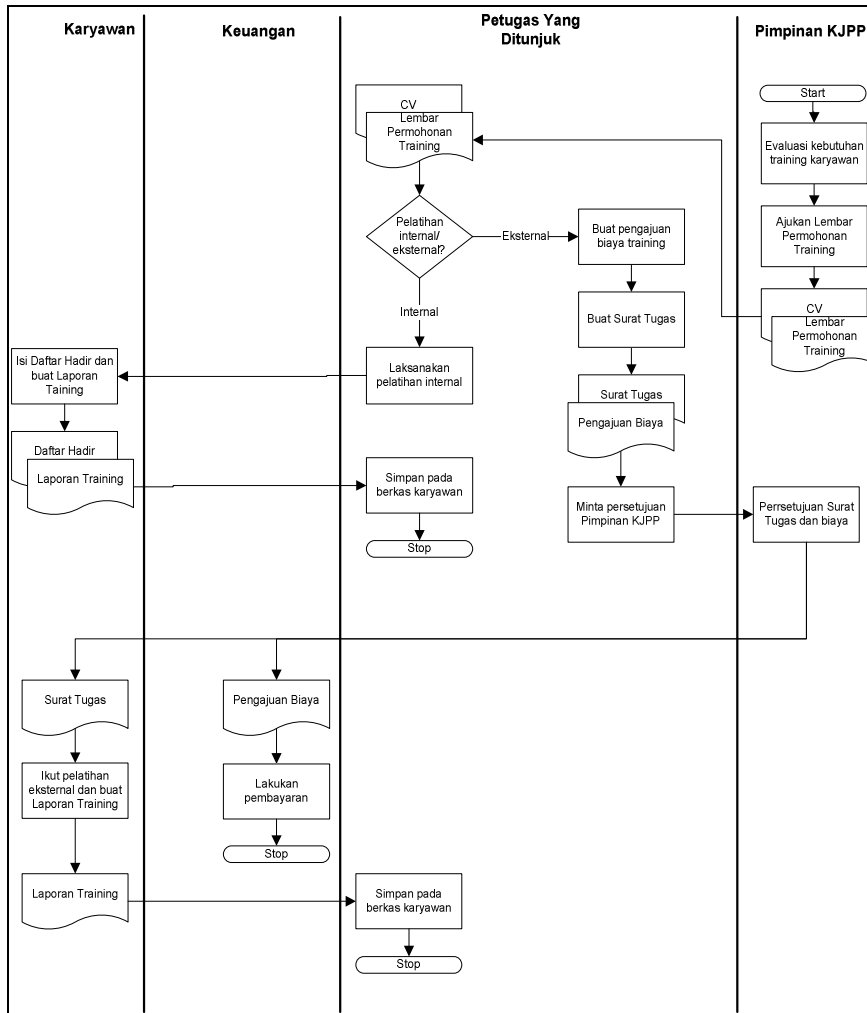 Karyawan
Keuangan
Petugas Yang
Ditunjuk
Pimpinan KJPP
Start
Evaluasi kebutuhan
training karyawan
Ajukan Lembar
Permohonan
Training
CV
Lembar
Permohonan
Training
CV
Lembar
Permohonan
Training
Pelatihan
internal/
eksternal?
Eksternal
Buat pengajuan
biaya training
Buat Surat Tugas
Surat Tugas
Pengajuan Biaya
Minta persetujuan
Pimpinan KJPP
Perrsetujuan Surat
Tugas dan biaya
Internal
Laksanakan
pelatihan internal
Isi Daftar Hadir dan
buat Laporan
Taining
Daftar Hadir
Laporan Training
Simpan pada
berkas karyawan
Stop
Surat Tugas
Ikut pelatihan
eksternal dan buat
Laporan Training
Laporan Training
Pengajuan Biaya
Lakukan
pembayaran
Stop
Simpan pada
berkas karyawan
Stop